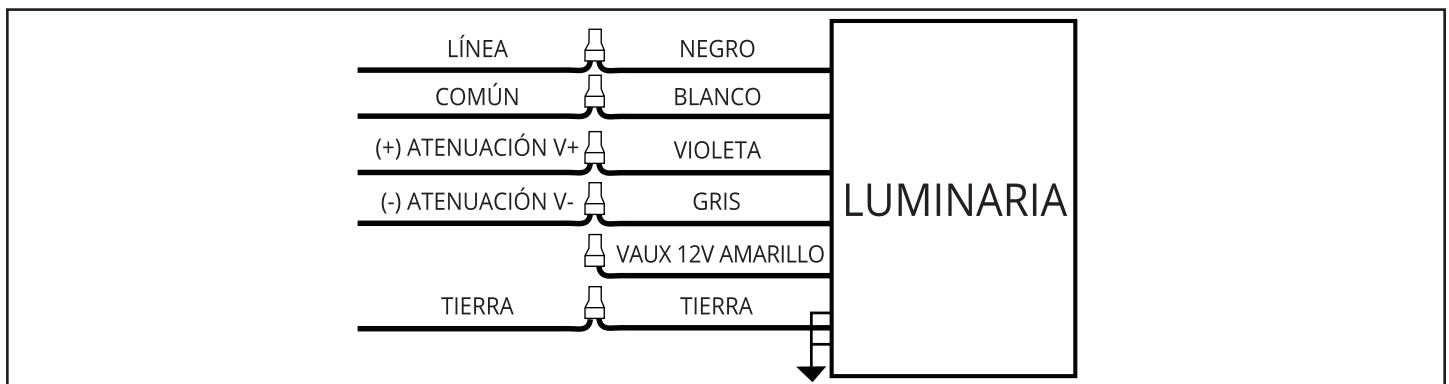 LÍNEA NEGRO
COMÚN BLANCO
(+) ATENUACIÓN V+ VIOLETA
(-) ATENUACIÓN V- GRIS
LUMINARIA
VAUX 12V AMARILLO
TIERRA TIERRA